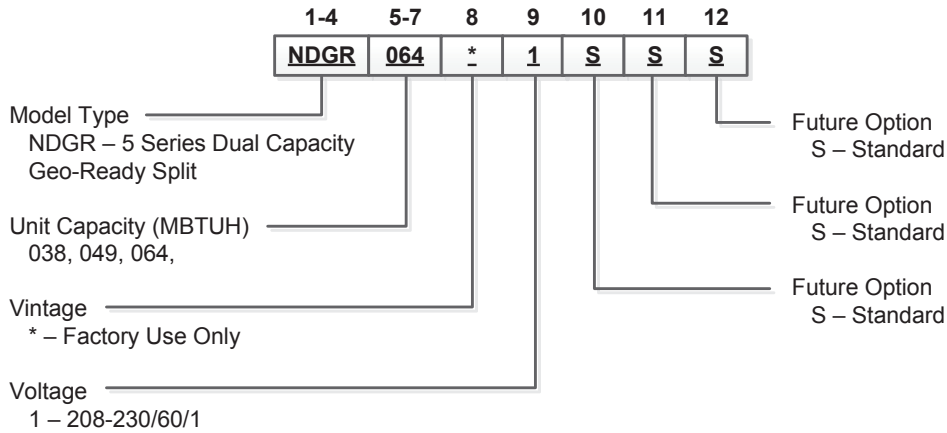 1-4 5-7 8 9 10 11 12
NDGR 064 * 1 S S S
Model Type
NDGR – 5 Series Dual Capacity
Geo-Ready Split
Unit Capacity (MBTUH)
038, 049, 064,
Vintage
* – Factory Use Only
Voltage
1 – 208-230/60/1
Future Option
S – Standard
Future Option
S – Standard
Future Option
S – Standard